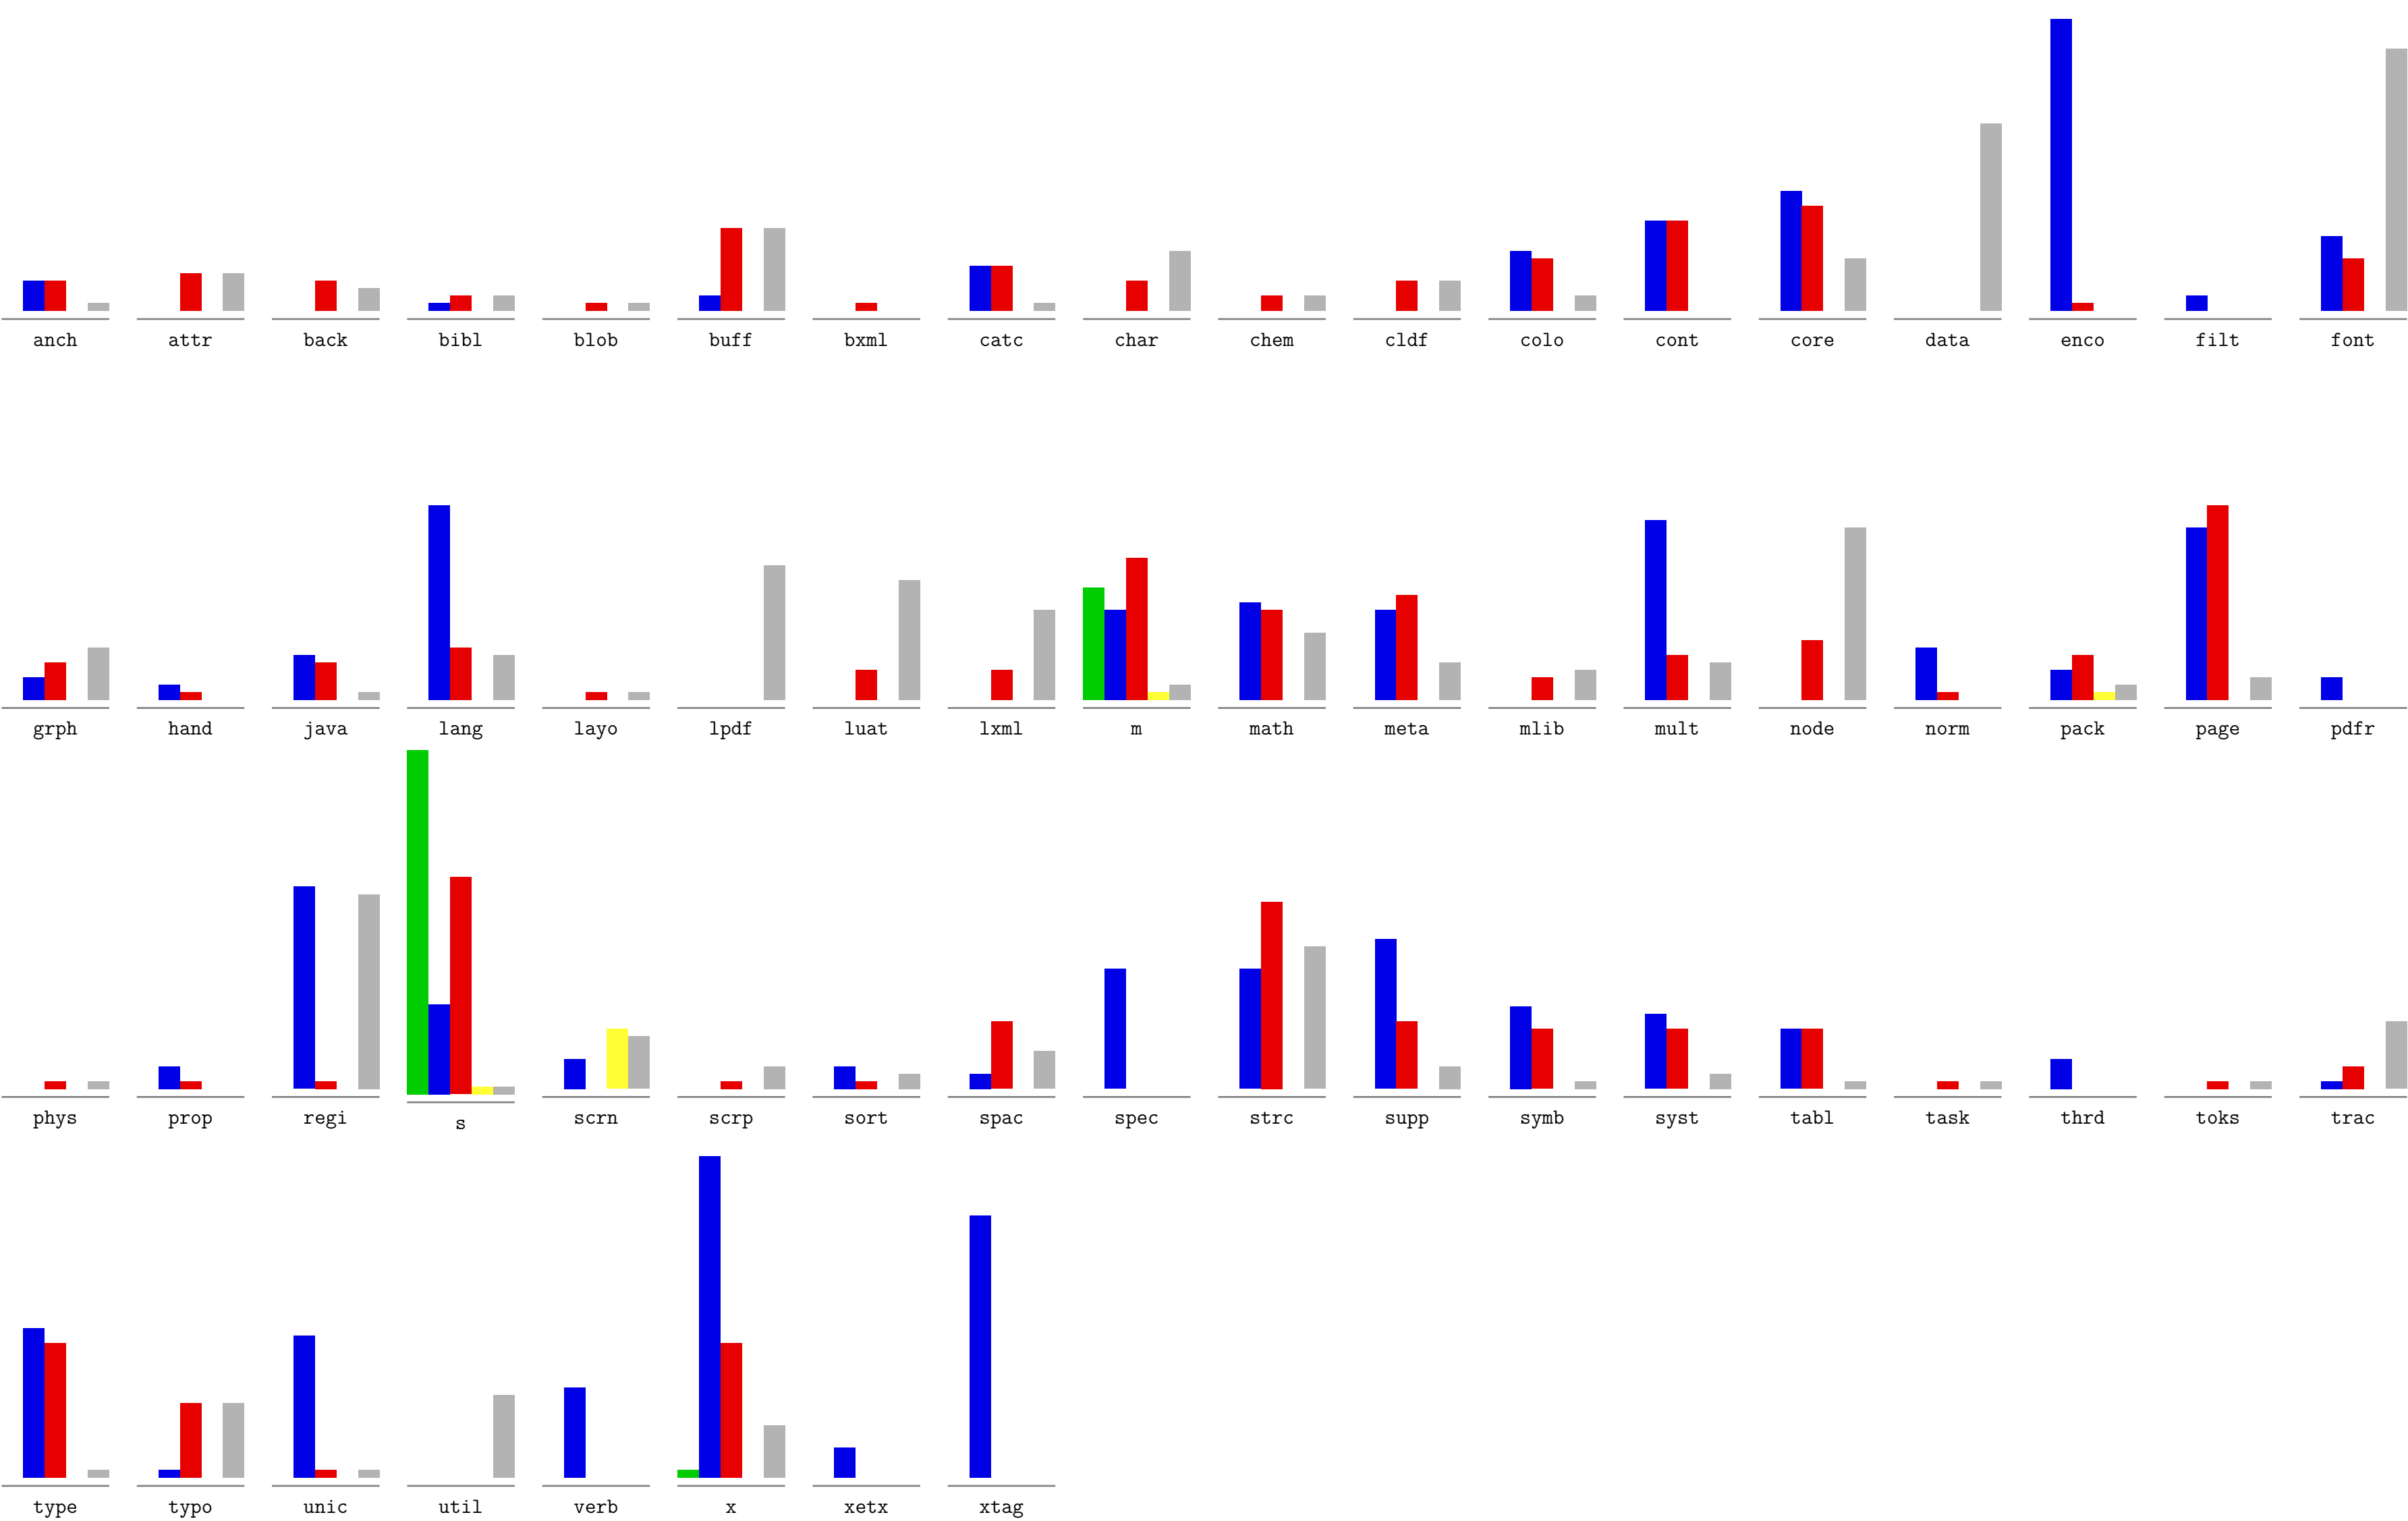 anch attr back bibl blob buff bxml catc char chem cldf colo cont core data enco filt font
grph hand java lang layo lpdf luat lxml m math meta mlib mult node norm pack page pdfr
phys prop regi s scrn scrp sort spac spec strc supp symb syst tabl task thrd toks trac
type typo unic util verb x xetx xtag